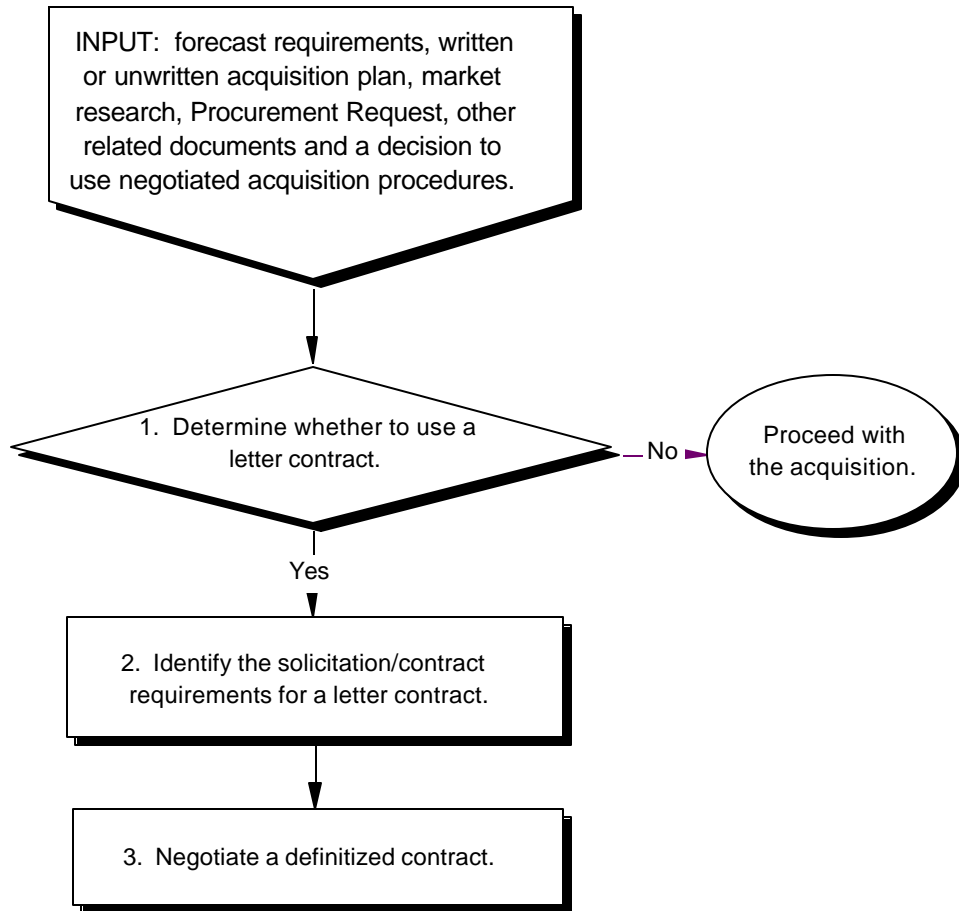 INPUT: forecast requirements, written
or unwritten acquisition plan, market
research, Procurement Request, other
related documents and a decision to
use negotiated acquisition procedures.
1. Determine whether to use a
letter contract.
No
Proceed with
the acquisition.
Yes
2. Identify the solicitation/contract
requirements for a letter contract.
3. Negotiate a definitized contract.